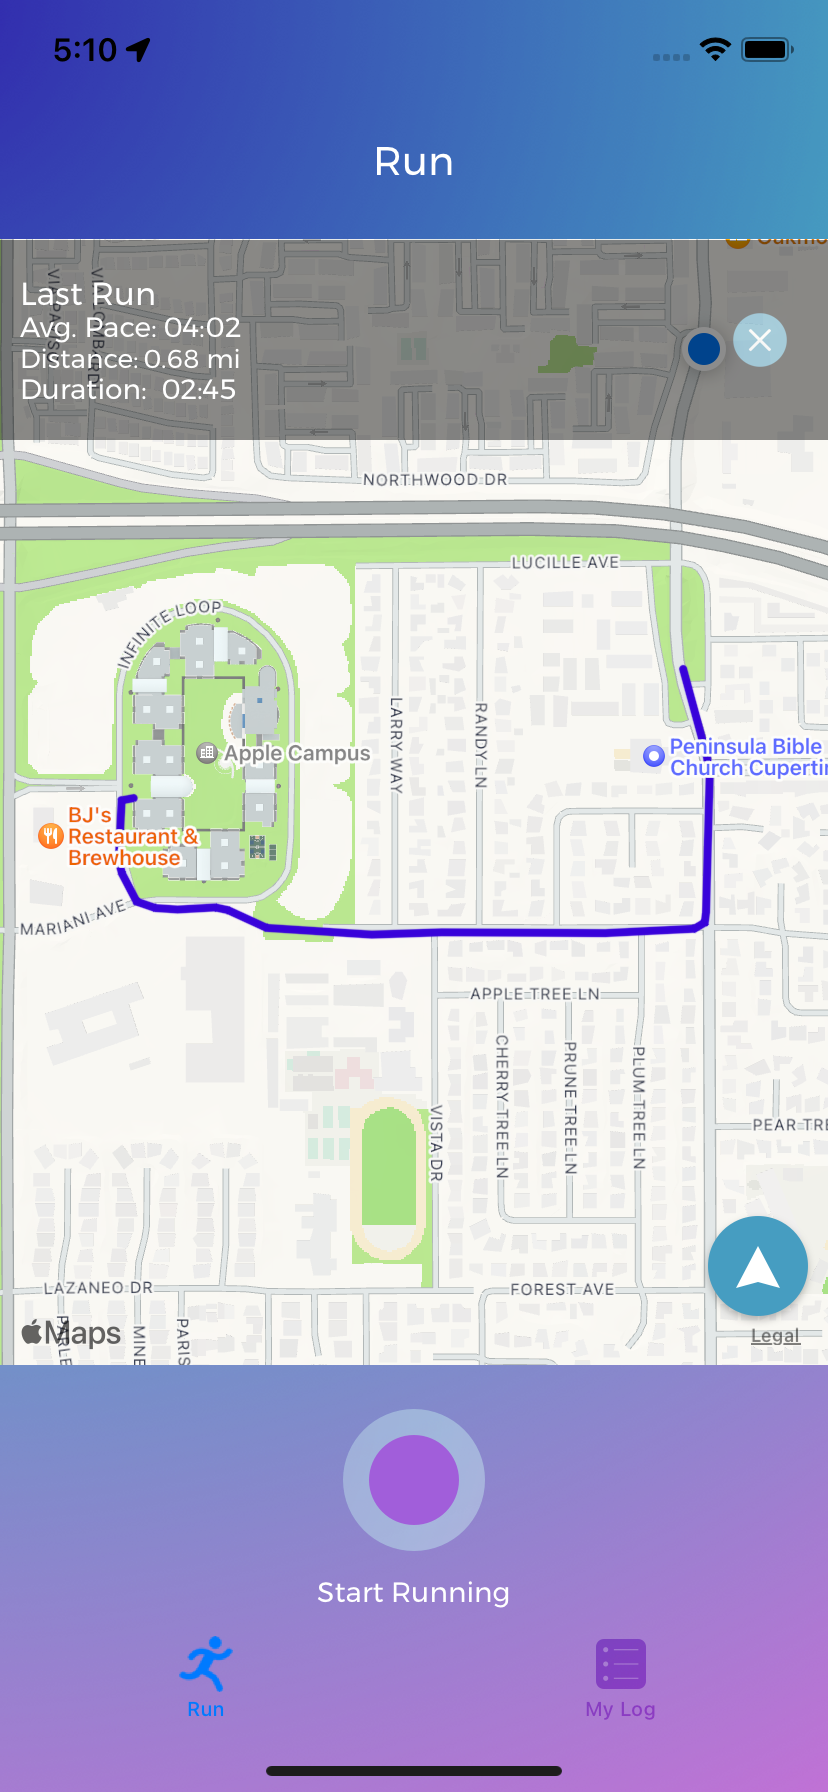 5:10
Run
Last Run
Avg. Pace: 04:02
Distance: 0.68 mi
Duration: 02:45
NORTHWOOD DR
LUCILLE AVE
INFINITE LOOP
LARRY WAY
RANDY LN
Apple Campus
Peninsula Bible
Church Cuperti
BJ's
Restaurant &
Brewhouse
MARIANI AVE
APPLE TREE LN
CHERRY TREE LN
PRUNE TREE LN
PLUM TREE LN
VISTA DR
PEAR TRE
LAZANEO DR
FOREST AVE
Maps
PARLE
MINE
PARIS
Legal
Start Running
Run
My Log